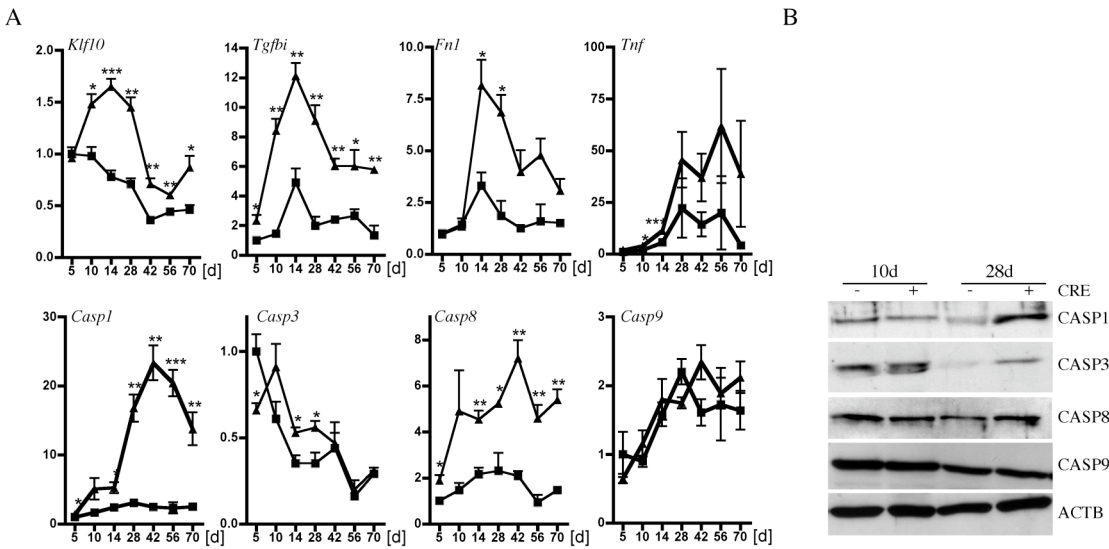 A
B
Klf10
Tgfbi
Fn1
Tnf
2.0
1.5
1.0
0.5
0.0
* *** ** ** ** *
5 10 14 28 42 56 70 [d]
14
12
10
8
6
4
2
0
* ** ** ** ** * **
5 10 14 28 42 56 70 [d]
10.0
7.5
5.0
2.5
0.0
* *
5 10 14 28 42 56 70 [d]
100
75
50
25
0
* ***
5 10 14 28 42 56 70 [d]
Casp1
Casp3
Casp8
Casp9
30
20
10
0
* * ** ** *** **
5 10 14 28 42 56 70 [d]
1.0
0.5
0.0
* * *
5 10 14 28 42 56 70 [d]
8
6
4
2
0
* ** * ** ** **
5 10 14 28 42 56 70 [d]
3
2
1
0
5 10 14 28 42 56 70 [d]
10d 28d
- + - + CRE
CASP1
CASP3
CASP8
CASP9
ACTB